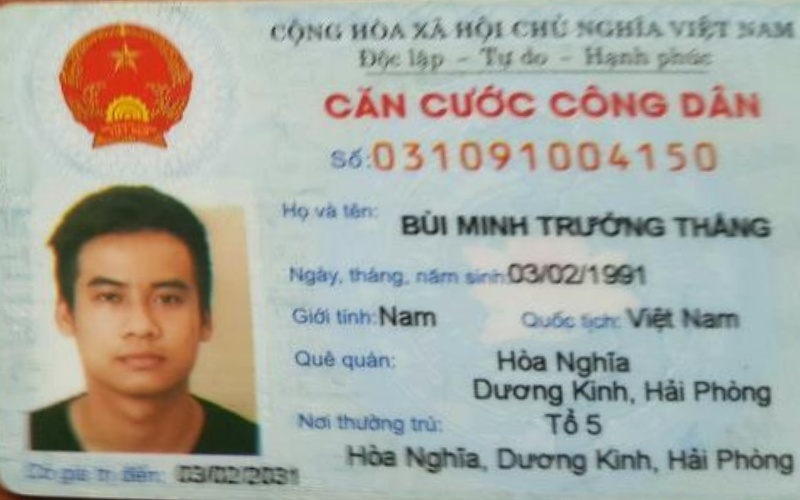 CỘNG HÒA XÃ HỘI CHỦ NGHĨA VIỆT NAM
Độc lập - Tự do - Hạnh phúc
CĂN CƯỚC CÔNG DÂN
Số: 031091004150
Họ và tên: BÙI MINH TRƯỜNG THĂNG
Ngày, tháng, năm sinh: 03/02/1991
Giới tính: Nam Quốc tịch: Việt Nam
Quê quán: Hòa Nghĩa
Dương Kinh, Hải Phòng
Nơi thường trú: Tổ 5
Hòa Nghĩa, Dương Kinh, Hải Phòng
Có giá trị đến: 03/02/2031